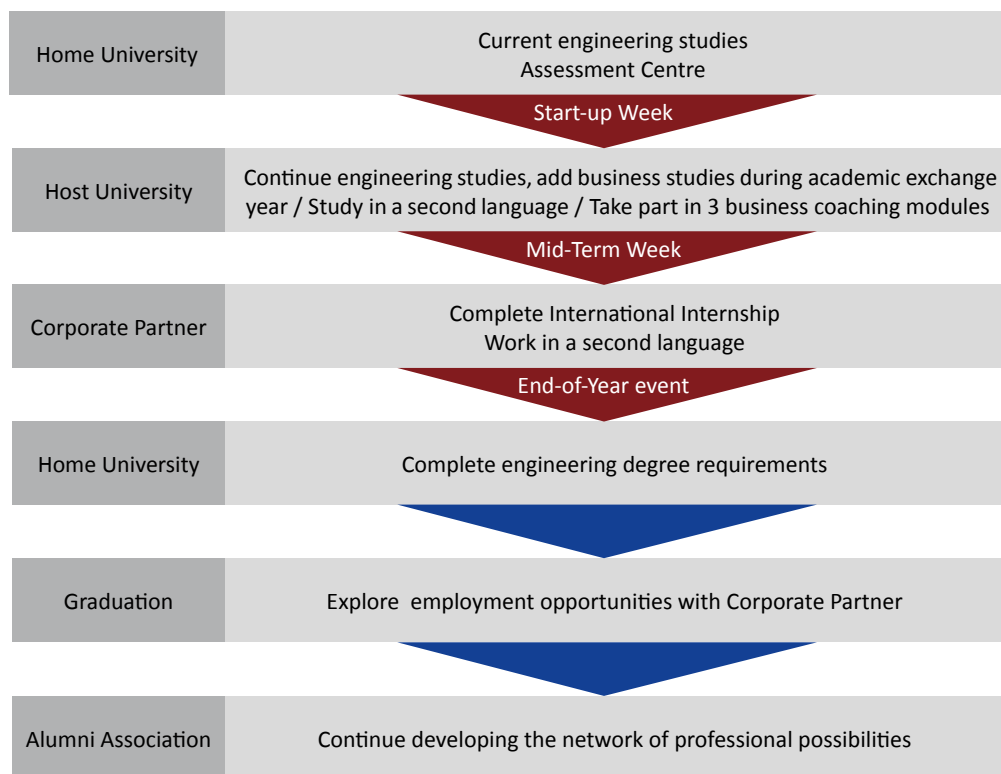 Home University
Current engineering studies
Assessment Centre
Start-up Week
Host University
Continue engineering studies, add business studies during academic exchange
year / Study in a second language / Take part in 3 business coaching modules
Mid-Term Week
Corporate Partner
Complete International Internship
Work in a second language
End-of-Year event
Home University
Complete engineering degree requirements
Graduation
Explore employment opportunities with Corporate Partner
Alumni Association
Continue developing the network of professional possibilities